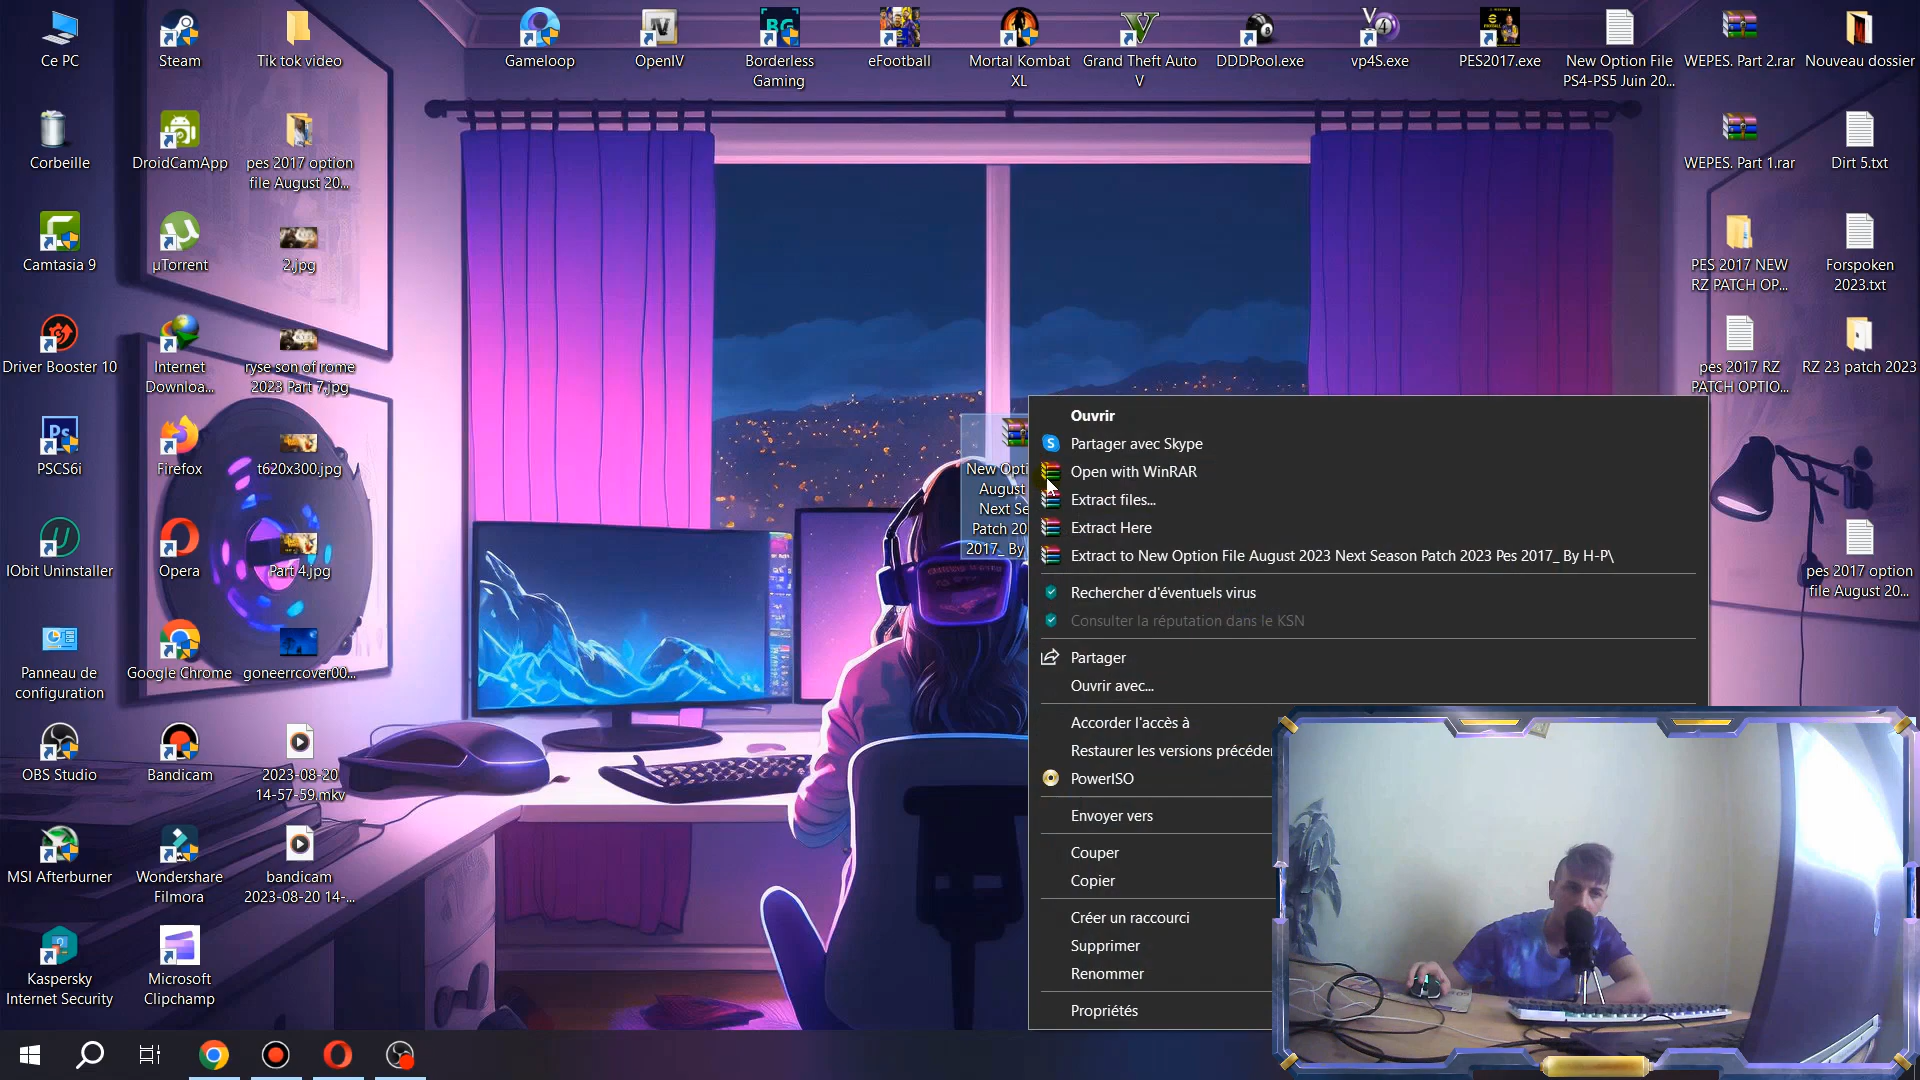 Ce PC
Steam
Tik tok video
Gameloop
OpenIV
Borderless
Gaming
eFootball
Mortal Kombat
XL
Grand Theft Auto
V
DDDPool.exe
vp4S.exe
PES2017.exe
New Option File
PS4-PS5 Juin 20...
WEPES. Part 2.rar
Nouveau dossier
Corbeille
DroidCamApp
pes 2017 option
file August 20...
WEPES. Part 1.rar
Dirt 5.txt
Camtasia 9
µTorrent
2.jpg
PES 2017 NEW
RZ PATCH OP...
Forspoken
2023.txt
Driver Booster 10
Internet
Downloa...
ryse son of rome
2023 Part 7.jpg
pes 2017 RZ
PATCH OPTIO...
RZ 23 patch 2023
PSCS6i
Firefox
t620x300.jpg
New Opti
August
Next Se
Patch 20
2017_ By
Ouvrir
Partager avec Skype
Open with WinRAR
Extract files...
Extract Here
Extract to New Option File August 2023 Next Season Patch 2023 Pes 2017_ By H-P\
Rechercher d'éventuels virus
Consulter la réputation dans le KSN
Partager
Ouvrir avec...
Accorder l'accès à
Restaurer les versions précéder
PowerISO
Envoyer vers
Couper
Copier
Créer un raccourci
Supprimer
Renommer
Propriétés
IObit Uninstaller
Opera
Part 4.jpg
pes 2017 option
file August 20...
Panneau de
configuration
Google Chrome
goneerrcover00...
OBS Studio
Bandicam
2023-08-20
14-57-59.mkv
MSI Afterburner
Wondershare
Filmora
bandicam
2023-08-20 14-...
Kaspersky
Internet Security
Microsoft
Clipchamp